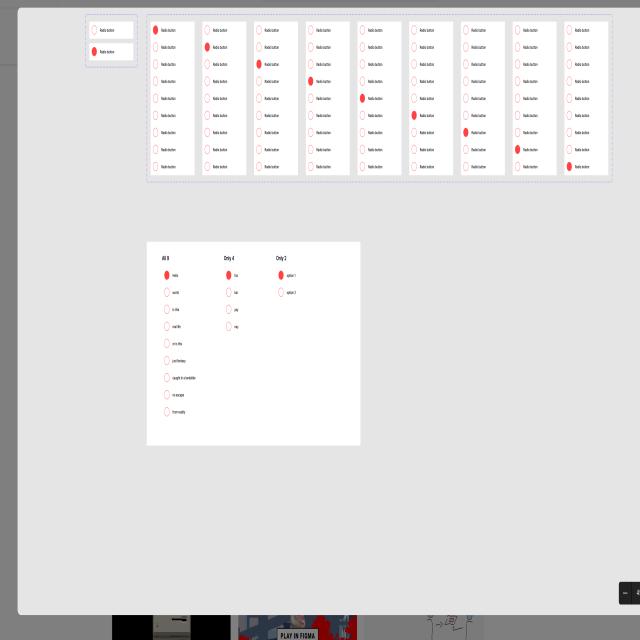 Radio button
Radio button
Radio button Radio button Radio button Radio button Radio button Radio button Radio button Radio button Radio button
Radio button Radio button Radio button Radio button Radio button Radio button Radio button Radio button Radio button
Radio button Radio button Radio button Radio button Radio button Radio button Radio button Radio button Radio button
Radio button Radio button Radio button Radio button Radio button Radio button Radio button Radio button Radio button
Radio button Radio button Radio button Radio button Radio button Radio button Radio button Radio button Radio button
Radio button Radio button Radio button Radio button Radio button Radio button Radio button Radio button Radio button
Radio button Radio button Radio button Radio button Radio button Radio button Radio button Radio button Radio button
Radio button Radio button Radio button Radio button Radio button Radio button Radio button Radio button Radio button
Radio button Radio button Radio button Radio button Radio button Radio button Radio button Radio button Radio button
All 9 Only 4 Only 2
hello option 1
world option 2
is this
real life
or is this
just fantasy
caught in a landslide
no escape
from reality
PLAY IN FIGMA